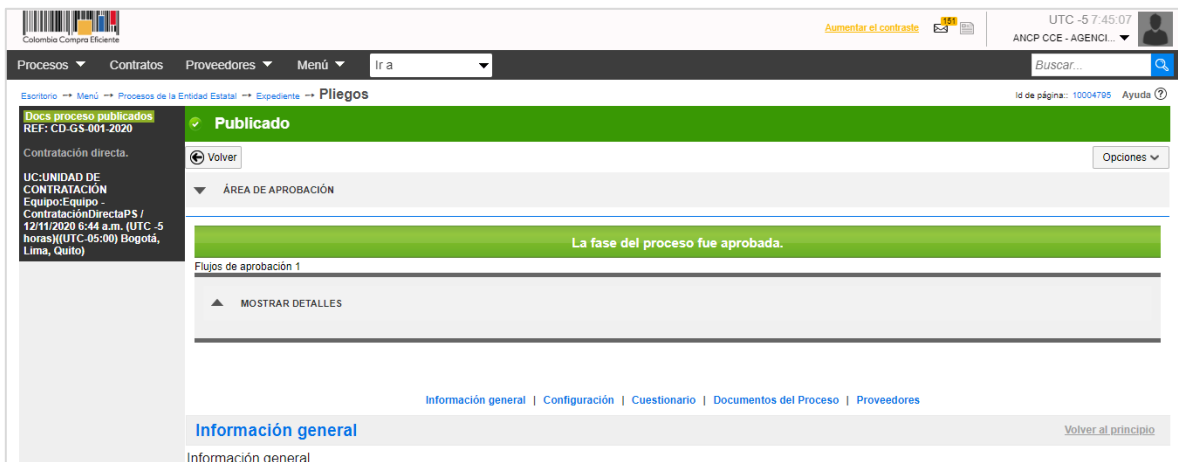 Colombia Compra Eficiente
Aumentar el contraste
151
UTC -5 7:45:07
ANCP CCE - AGENCI...
Procesos Contratos Proveedores Menú Ir a Buscar...
Escritorio → Menú → Procesos de la Entidad Estatal → Expediente → Pliegos
Id de página:: 10004795 Ayuda
Docs proceso publicados
REF: CD-GS-001-2020
Contratación directa.
UC:UNIDAD DE
CONTRATACIÓN
Equipo:Equipo -
ContrataciónDirectaPS /
12/11/2020 6:44 a.m. (UTC -5
horas)((UTC-05:00) Bogotá,
Lima, Quito)
Publicado
Volver
Opciones
ÁREA DE APROBACIÓN
La fase del proceso fue aprobada.
Flujos de aprobación 1
MOSTRAR DETALLES
Información general | Configuración | Cuestionario | Documentos del Proceso | Proveedores
Información general
Volver al principio
Información general